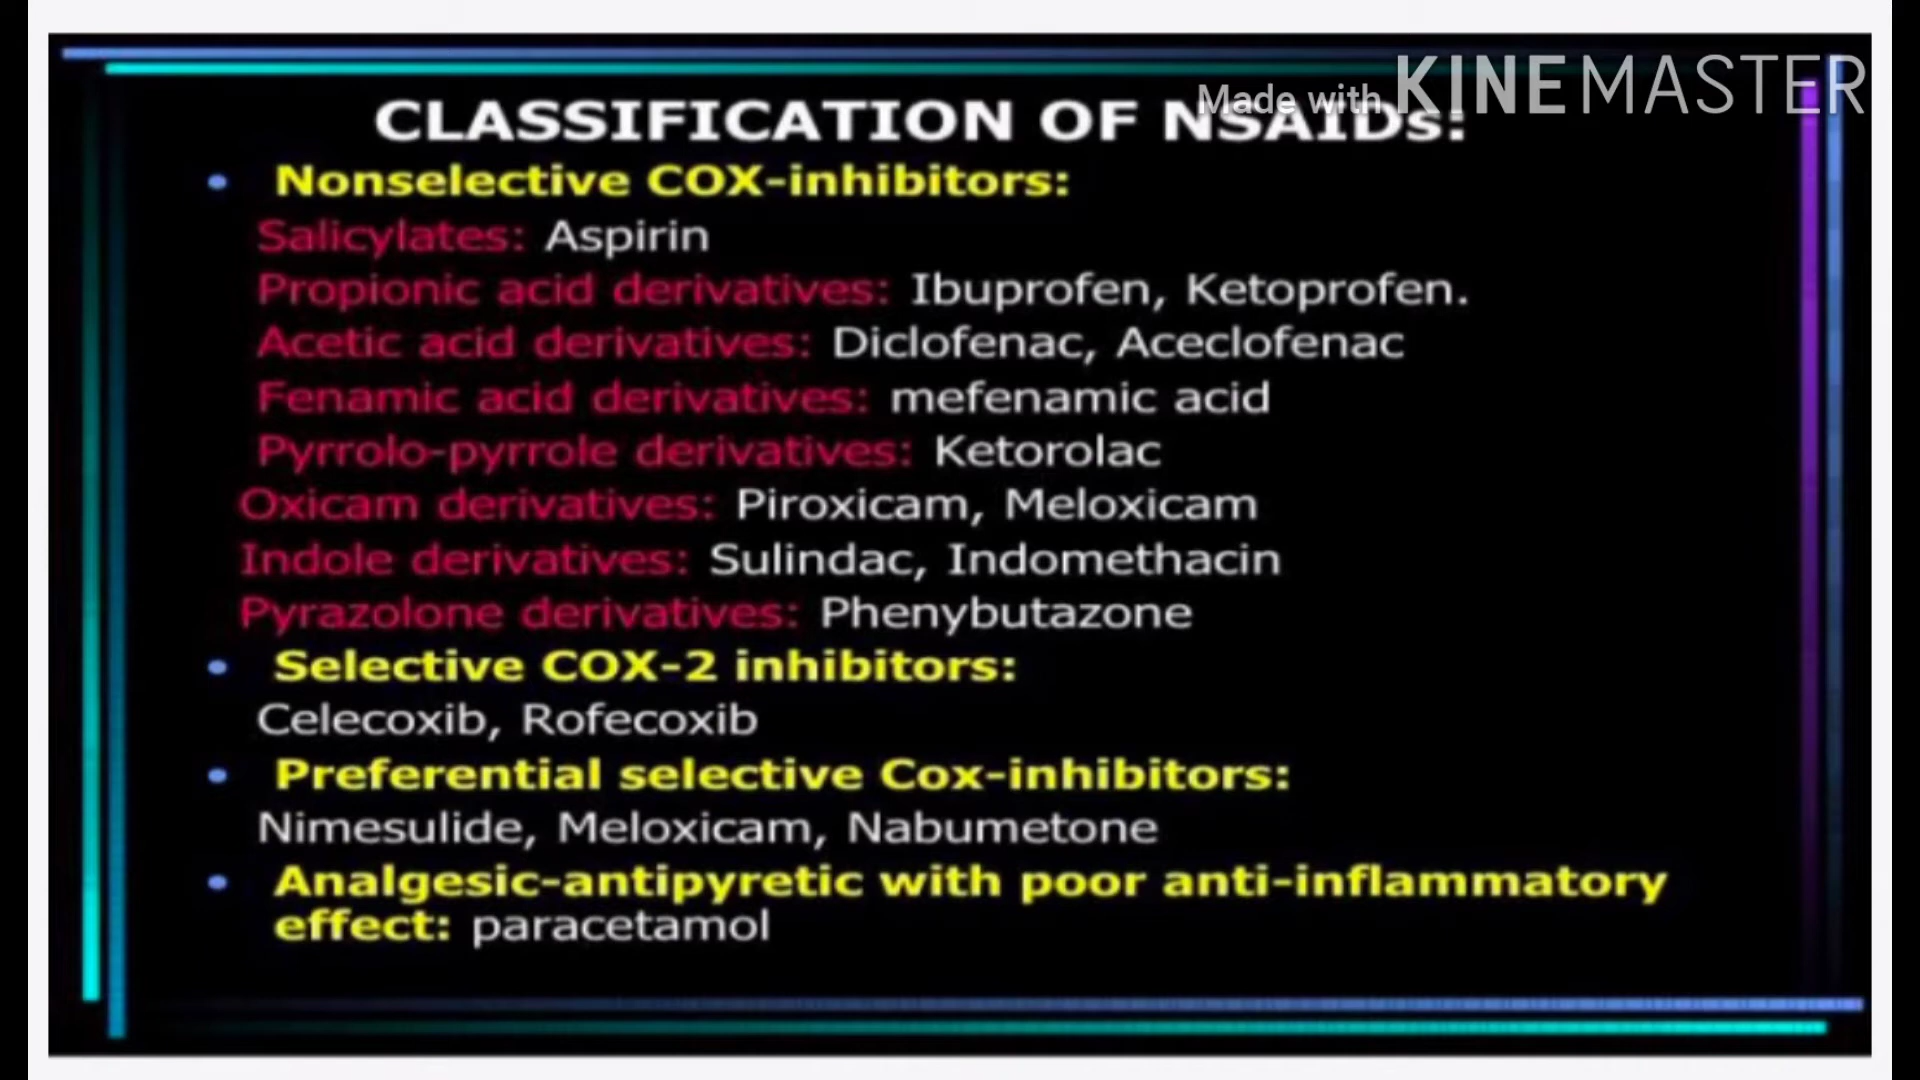 Made with KINEMASTER
CLASSIFICATION OF NSAIDs:
• Nonselective COX-inhibitors:
Salicylates: Aspirin
Propionic acid derivatives: Ibuprofen, Ketoprofen.
Acetic acid derivatives: Diclofenac, Aceclofenac
Fenamic acid derivatives: mefenamic acid
Pyrrolo-pyrrole derivatives: Ketorolac
Oxicam derivatives: Piroxicam, Meloxicam
Indole derivatives: Sulindac, Indomethacin
Pyrazolone derivatives: Phenybutazone
• Selective COX-2 inhibitors:
Celecoxib, Rofecoxib
• Preferential selective Cox-inhibitors:
Nimesulide, Meloxicam, Nabumetone
• Analgesic-antipyretic with poor anti-inflammatory
effect: paracetamol